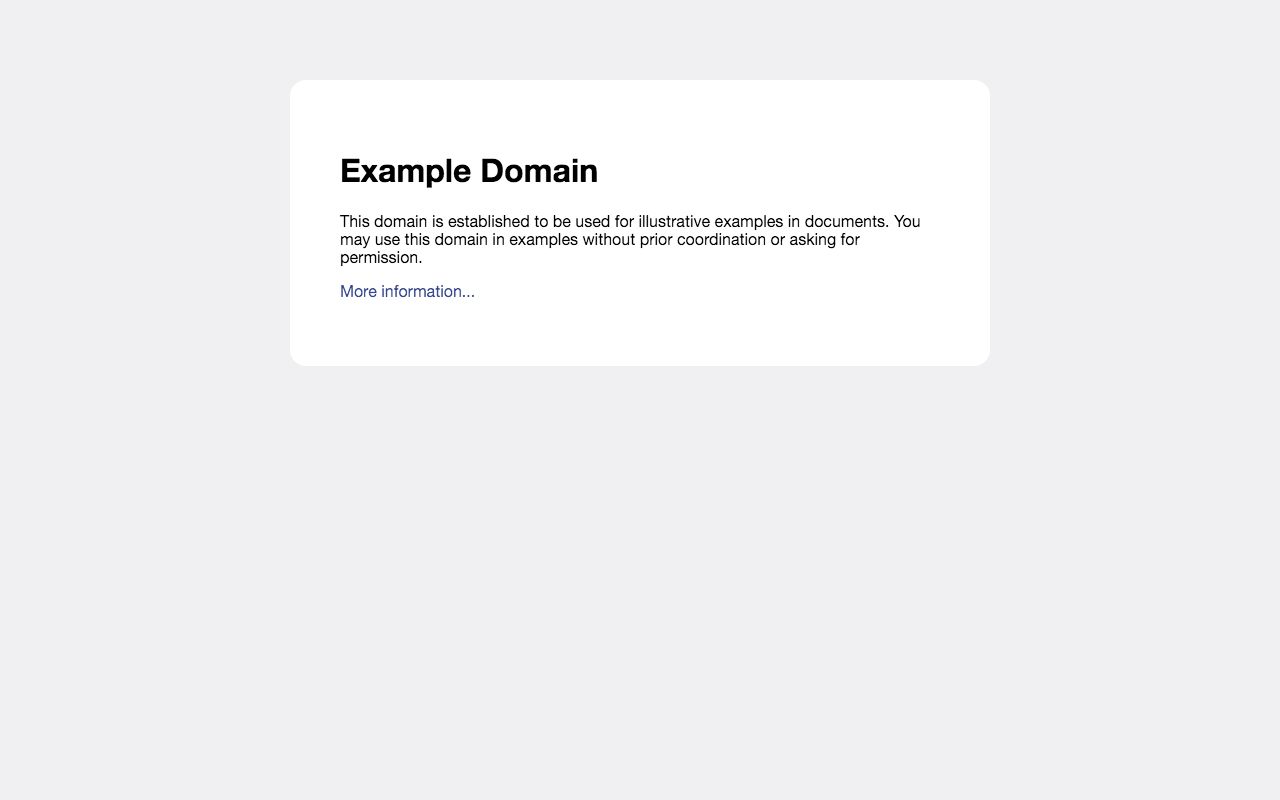 Example Domain
This domain is established to be used for illustrative examples in documents. You
may use this domain in examples without prior coordination or asking for
permission.
More information...